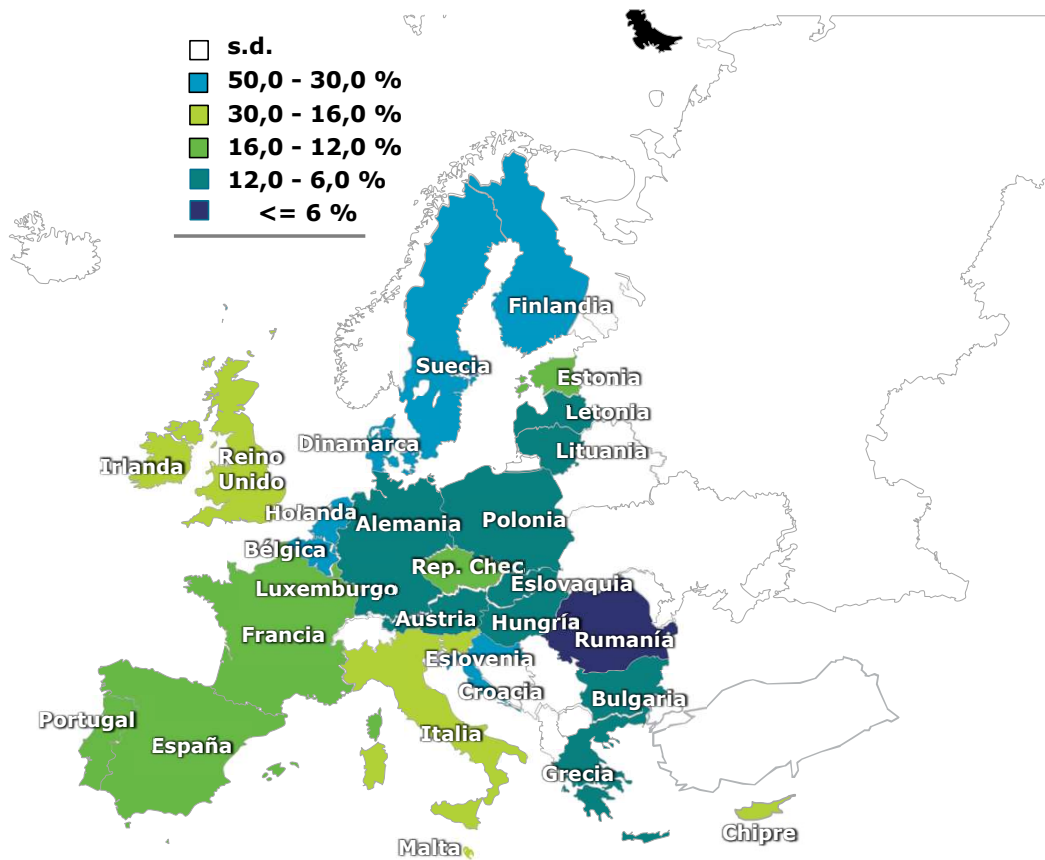 s.d.
50,0 - 30,0 %
30,0 - 16,0 %
16,0 - 12,0 %
12,0 - 6,0 %
<= 6 %
Finlandia
Suecia
Estonia
Letonia
Dinamarca
Lituania
Irlanda
Reino
Unido
Holanda
Alemania
Polonia
Bélgica
Rep. Chec
Eslovaquia
Luxemburgo
Austria
Hungría
Francia
Rumanía
Eslovenia
Croacia
Bulgaria
Portugal
España
Italia
Grecia
Chipre
Malta